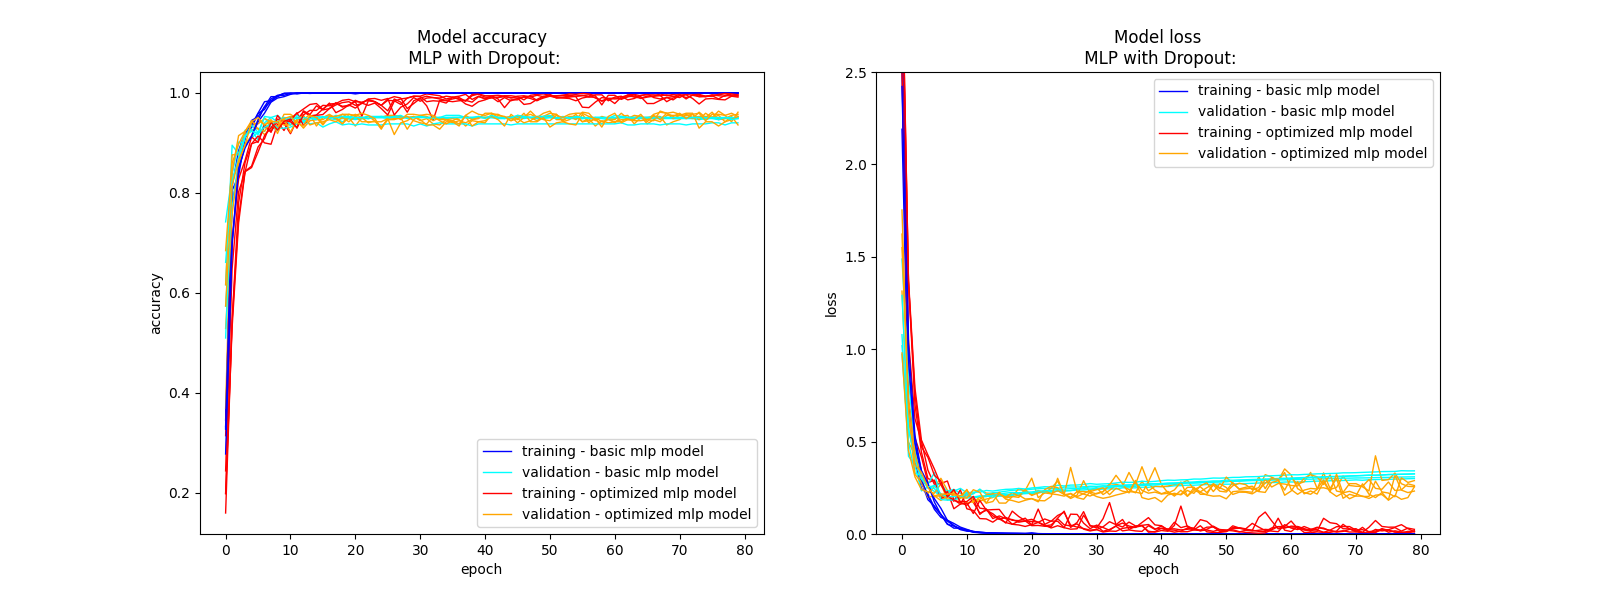 Model accuracy
MLP with Dropout:
1.0
0.8
0.6
0.4
0.2
accuracy
training - basic mlp model
validation - basic mlp model
training - optimized mlp model
validation - optimized mlp model
0 10 20 30 40 50 60 70 80
epoch
Model loss
MLP with Dropout:
2.5
2.0
1.5
1.0
0.5
0.0
loss
training - basic mlp model
validation - basic mlp model
training - optimized mlp model
validation - optimized mlp model
0 10 20 30 40 50 60 70 80
epoch